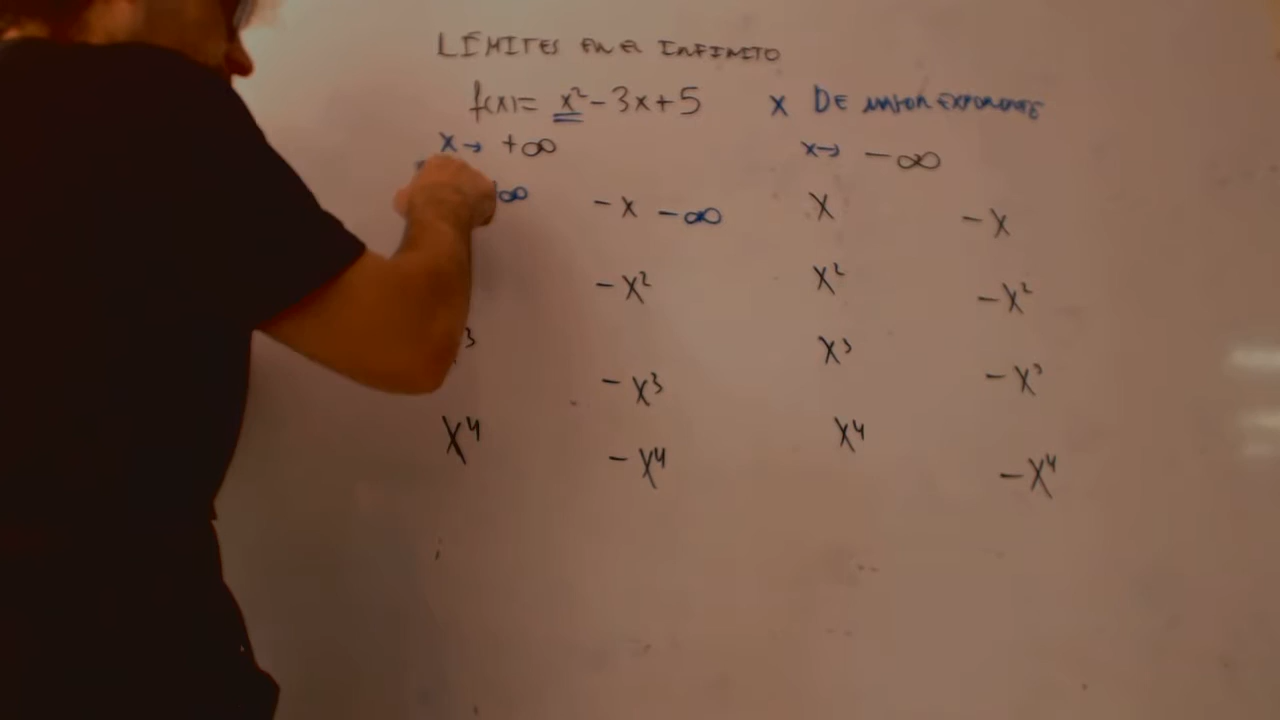 LÍMITES EN EL INFINITO
f(x)= x²-3x+5 x DE MAYOR EXPONENTE
x→ +∞ x→ -∞
∞ -x -∞ x -x
-x² x² -x²
3 -x³ x³ -x³
x⁴ -x⁴ x⁴ -x⁴